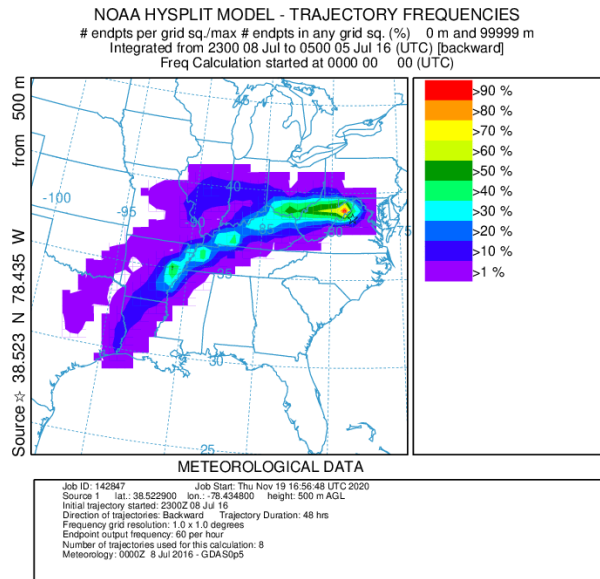 NOAA HYSPLIT MODEL - TRAJECTORY FREQUENCIES
# endpts per grid sq./max # endpts in any grid sq. (%)    0 m and 99999 m
Integrated from 2300 08 Jul to 0500 05 Jul 16 (UTC) [backward]
Freq Calculation started at 0000 00    00 (UTC)
Source ☆ 38.523 N 78.435 W from 500 m
45
-100
-95
40
-90
-80
-75
35
30
25
>90 %
>80 %
>70 %
>60 %
>50 %
>40 %
>30 %
>20 %
>10 %
>1 %
METEOROLOGICAL DATA
Job ID: 142847    Job Start: Thu Nov 19 16:56:48 UTC 2020
Source 1    lat.: 38.522900    lon.: -78.434800    height: 500 m AGL
Initial trajectory started: 2300Z 08 Jul 16
Direction of trajectories: Backward    Trajectory Duration: 48 hrs
Frequency grid resolution: 1.0 x 1.0 degrees
Endpoint output frequency: 60 per hour
Number of trajectories used for this calculation: 8
Meteorology: 0000Z  8 Jul 2016 - GDAS0p5